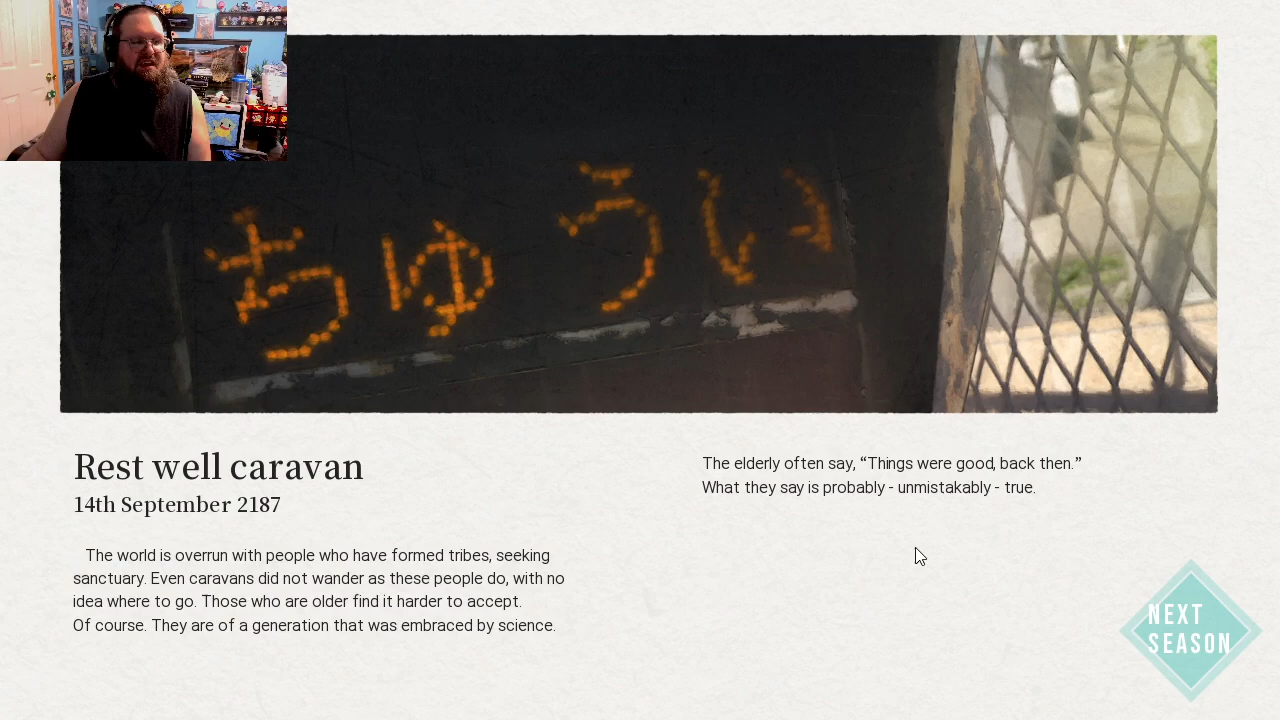 ちゅうい
Rest well caravan
14th September 2187
The world is overrun with people who have formed tribes, seeking
sanctuary. Even caravans did not wander as these people do, with no
idea where to go. Those who are older find it harder to accept.
Of course. They are of a generation that was embraced by science.
The elderly often say, “Things were good, back then.”
What they say is probably - unmistakably - true.
NEXT
SEASON